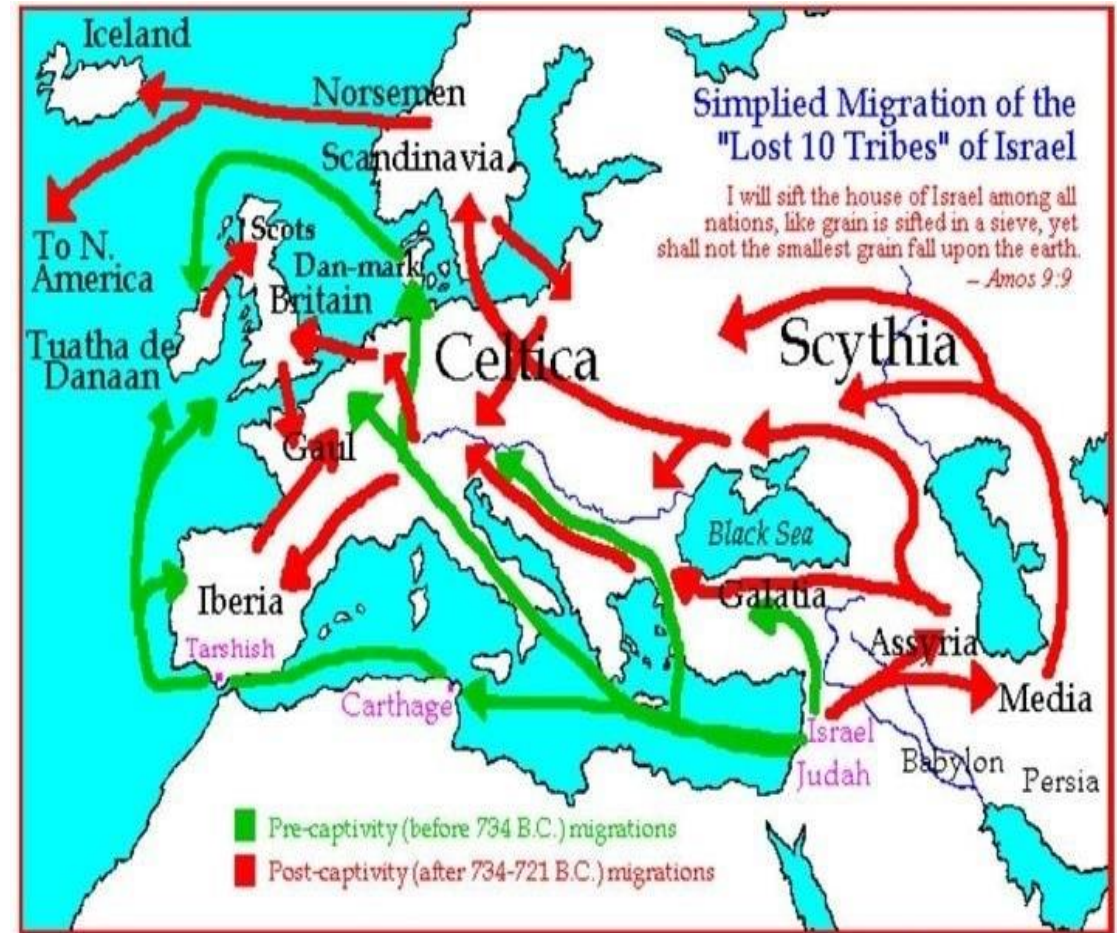 Iceland
Norsemen
Scandinavia
Simplied Migration of the
"Lost 10 Tribes" of Israel
I will sift the house of Israel among all
nations, like grain is sifted in a sieve, yet
shall not the smallest grain fall upon the earth.
– Amos 9:9
To N.
America
Scots
Dan-mark
Britain
Tuatha de
Danaan
Celtica
Scythia
Gaul
Black Sea
Iberia
Galatia
Tarshish
Assyria
Carthage
Media
Israel
Judah
Babylon
Persia
Pre-captivity (before 734 B.C.) migrations
Post-captivity (after 734-721 B.C.) migrations